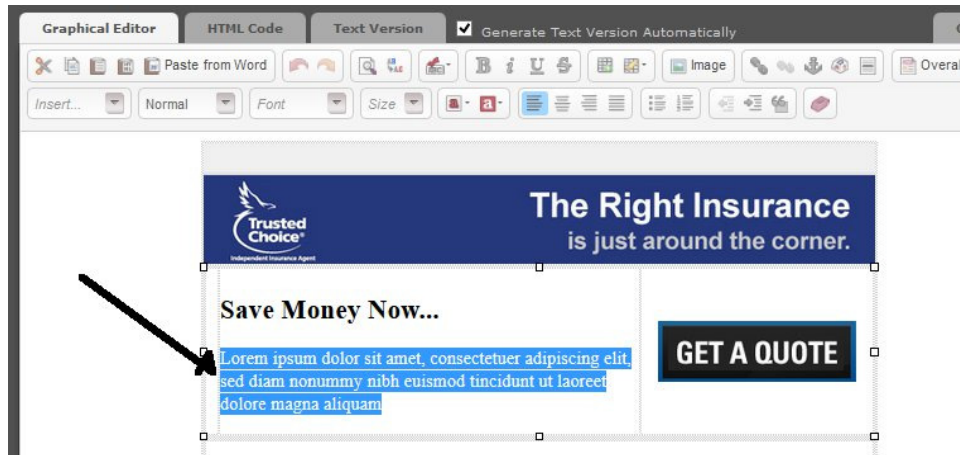 Graphical Editor HTML Code Text Version Generate Text Version Automatically
Paste from Word B i U S Image Overal
Insert... Normal Font Size a
The Right Insurance
is just around the corner.
Trusted
Choice®
Independent Insurance Agent
Save Money Now...
Lorem ipsum dolor sit amet, consectetuer adipiscing elit,
sed diam nonummy nibh euismod tincidunt ut laoreet
dolore magna aliquam
GET A QUOTE